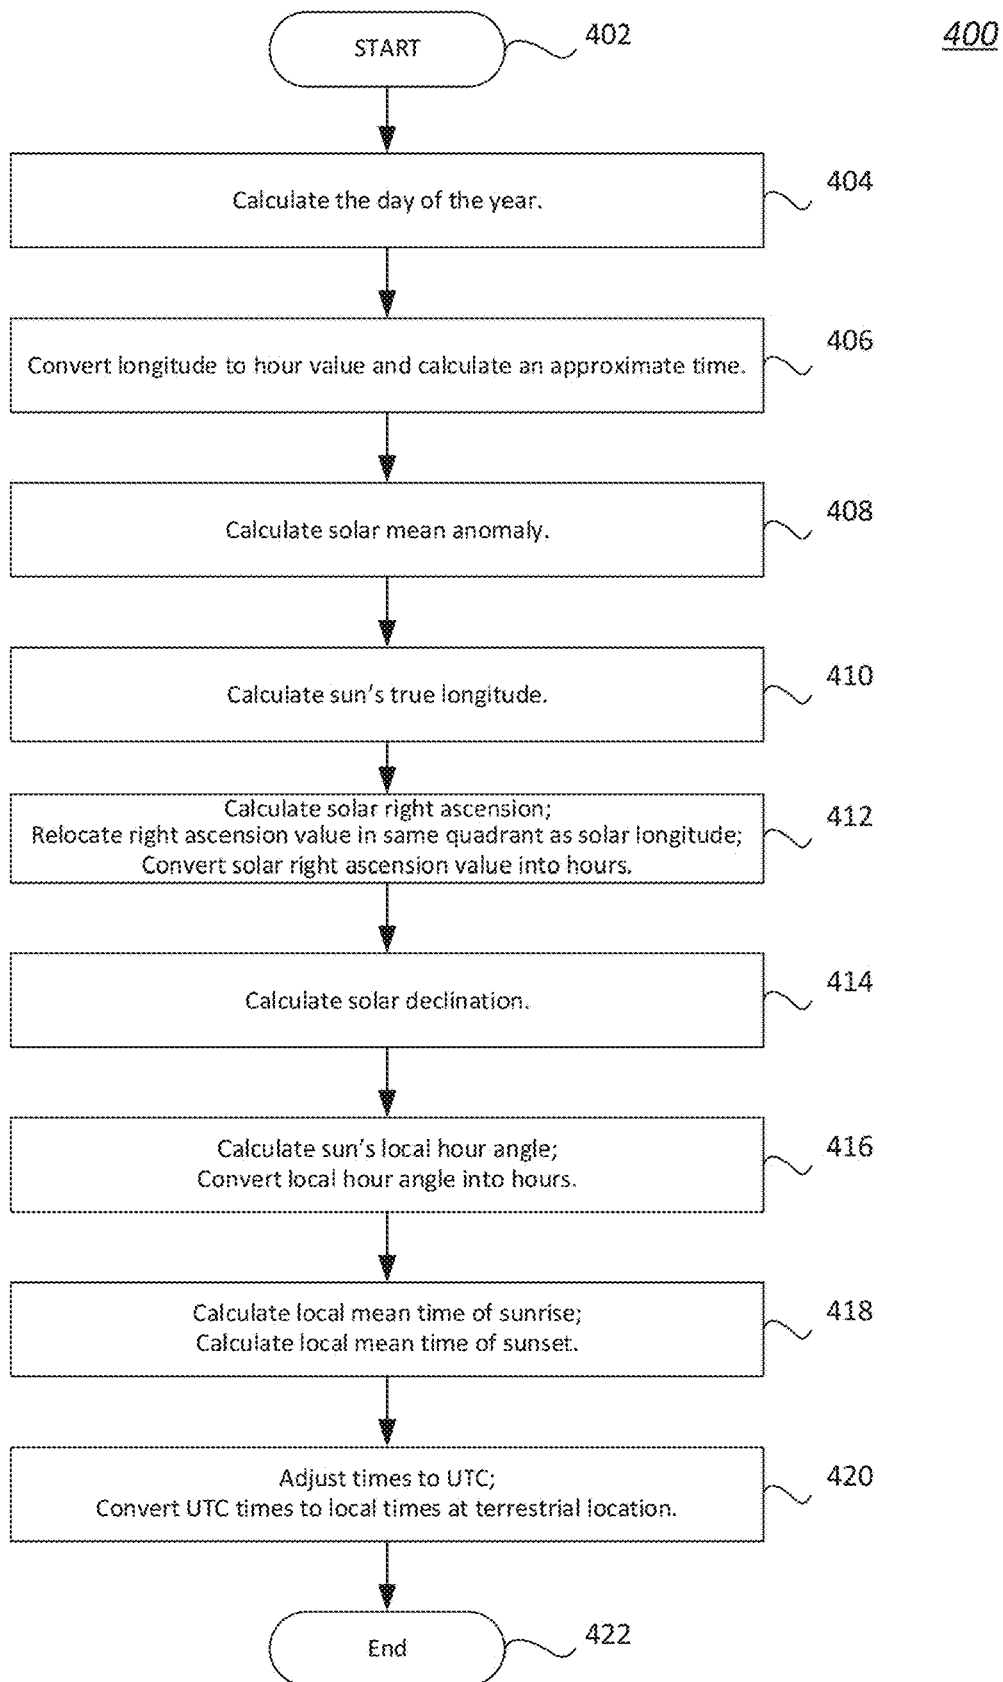 400
START
402
Calculate the day of the year.
404
Convert longitude to hour value and calculate an approximate time.
406
Calculate solar mean anomaly.
408
Calculate sun's true longitude.
410
Calculate solar right ascension;
Relocate right ascension value in same quadrant as solar longitude;
Convert solar right ascension value into hours.
412
Calculate solar declination.
414
Calculate sun's local hour angle;
Convert local hour angle into hours.
416
Calculate local mean time of sunrise;
Calculate local mean time of sunset.
418
Adjust times to UTC;
Convert UTC times to local times at terrestrial location.
420
End
422